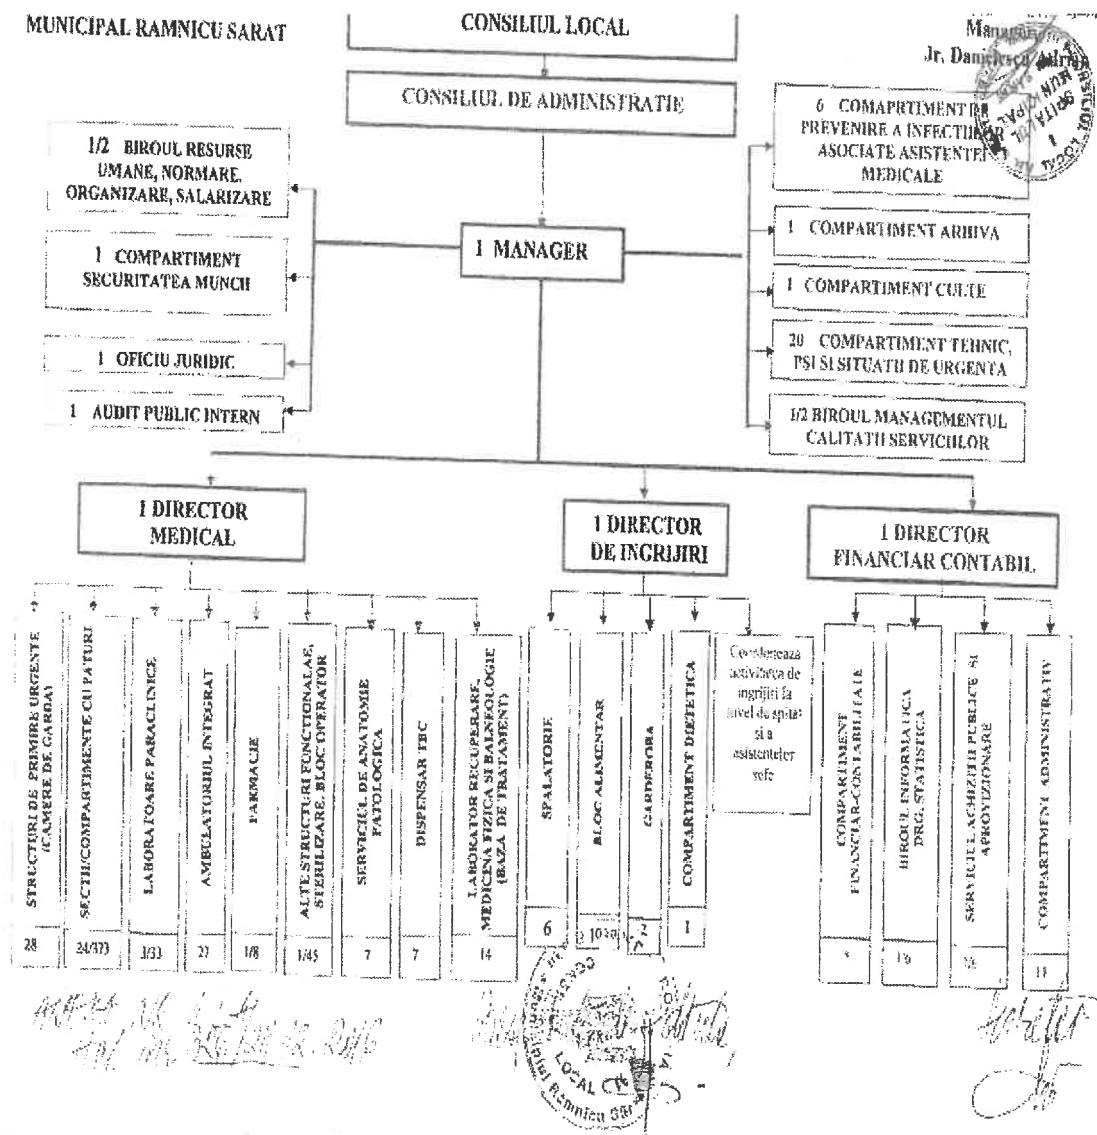 MUNICIPAL RAMNICU SARAT
CONSILIUL LOCAL
Jr.
CONSILIUL DE ADMINISTRATIE
1/2 BIROUL RESURSE
UMANE, NORMARE,
ORGANIZARE, SALARIZARE
1 COMPARTIMENT
SECURITATEA MUNCII
1 OFICIU JURIDIC
1 AUDIT PUBLIC INTERN
1 MANAGER
6 COMAPRTIMENT DE
PREVENIRE A INFECTIILOR
ASOCIATE ASISTENTEI
MEDICALE
1 COMPARTIMENT ARHIVA
1 COMPARTIMENT CULTE
20 COMPARTIMENT TEHNIC,
PSI SI SITUATII DE URGENTA
1/2 BIROUL MANAGEMENTUL
CALITATII SERVICIILOR
1 DIRECTOR
MEDICAL
1 DIRECTOR
DE INGRIJIRI
1 DIRECTOR
FINANCIAR CONTABIL
STRUCTURI DE PRIMIRE URGENTE
(CAMERE DE GARDA)
28
SECTII/COMPARTIMENTE CU PATURI
24/373
LABORATOARE PARACLINICE
3/33
AMBULATORIUL INTEGRAT
27
FARMACIE
1/8
ALTE STRUCTURI FUNCTIONALAE,
STERILIZARE, BLOC OPERATOR
1/45
SERVICIUL DE ANATOMIE
PATOLOGICA
7
DISPENSAR TBC
7
LABORATOR RECUPERARE,
MEDICINA FIZICA SI BALNEOLOGIE
(BAZA DE TRATAMENT)
14
SPALATORIE
6
BLOC ALIMENTAR
GARDEROBA
COMPARTIMENT DIETETICA
1
Coordoneaza
activitatea de
ingrijiri la
nivel de spital
si a
asistentelor
sefe
COMPARTIMENT
FINANCIAR-CONTABILITATE
BIROUL INFORMATICA
DRG, STATISTICA
SERVICIUL ACHIZITII PUBLICE SI
APROVIZIONARE
COMPARTIMENT ADMINISTRATIV
11
LOCAL